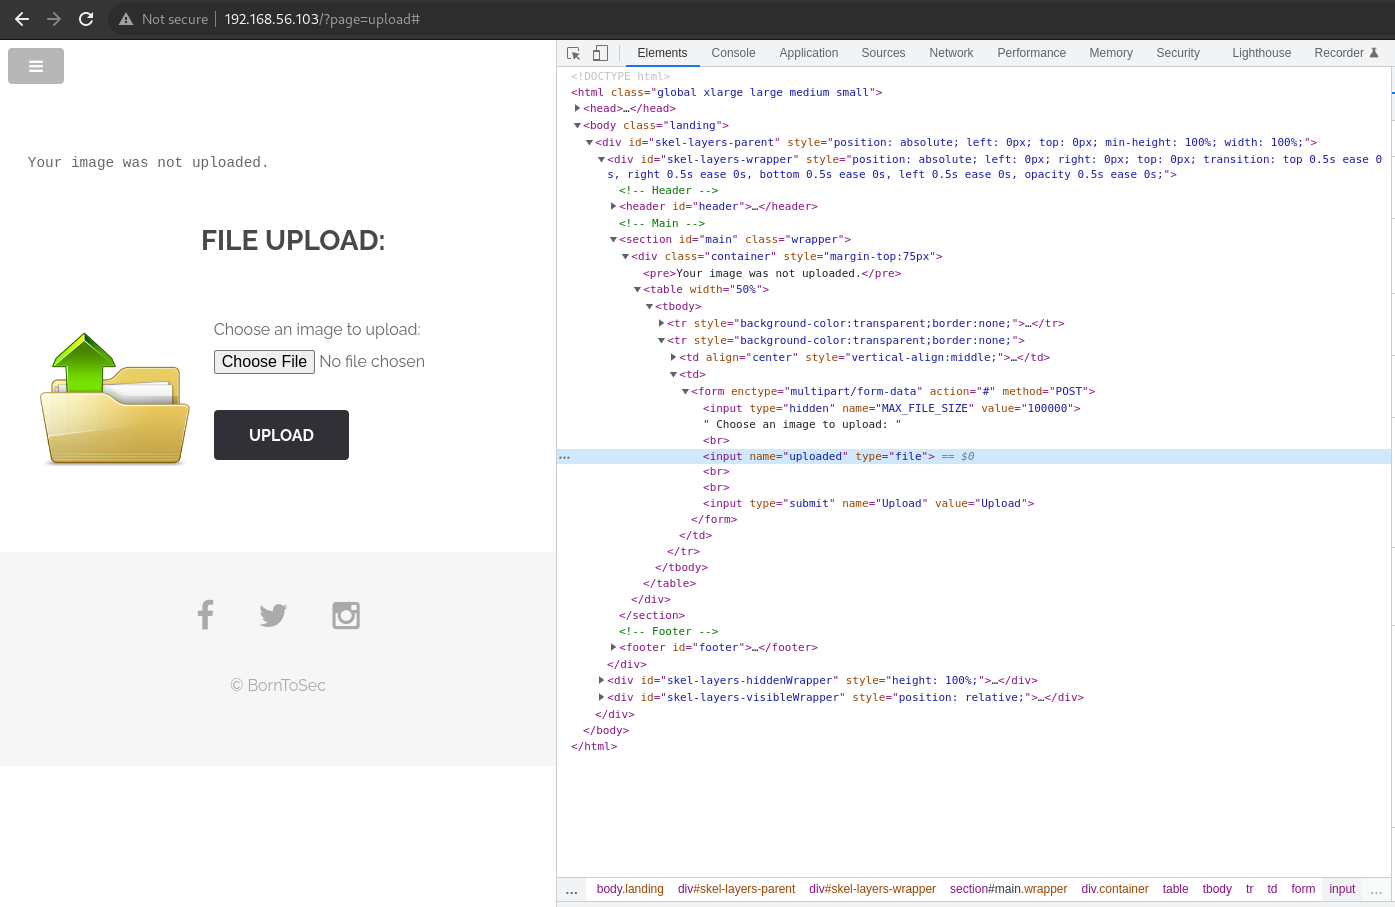 Not secure | 192.168.56.103/?page=upload#
Your image was not uploaded.
FILE UPLOAD:
Choose an image to upload:
Choose File No file chosen
UPLOAD
© BornToSec
Elements Console Application Sources Network Performance Memory Security Lighthouse Recorder
<!DOCTYPE html>
<html class="global xlarge large medium small">
<head>…</head>
<body class="landing">
<div id="skel-layers-parent" style="position: absolute; left: 0px; top: 0px; min-height: 100%; width: 100%;">
<div id="skel-layers-wrapper" style="position: absolute; left: 0px; right: 0px; top: 0px; transition: top 0.5s ease 0
s, right 0.5s ease 0s, bottom 0.5s ease 0s, left 0.5s ease 0s, opacity 0.5s ease 0s;">
<!-- Header -->
<header id="header">…</header>
<!-- Main -->
<section id="main" class="wrapper">
<div class="container" style="margin-top:75px">
<pre>Your image was not uploaded.</pre>
<table width="50%">
<tbody>
<tr style="background-color:transparent;border:none;">…</tr>
<tr style="background-color:transparent;border:none;">
<td align="center" style="vertical-align:middle;">…</td>
<td>
<form enctype="multipart/form-data" action="#" method="POST">
<input type="hidden" name="MAX_FILE_SIZE" value="100000">
" Choose an image to upload: "
<br>
… <input name="uploaded" type="file"> == $0
<br>
<br>
<input type="submit" name="Upload" value="Upload">
</form>
</td>
</tr>
</tbody>
</table>
</div>
</section>
<!-- Footer -->
<footer id="footer">…</footer>
</div>
<div id="skel-layers-hiddenWrapper" style="height: 100%;">…</div>
<div id="skel-layers-visibleWrapper" style="position: relative;">…</div>
</div>
</body>
</html>
… body.landing div#skel-layers-parent div#skel-layers-wrapper section#main.wrapper div.container table tbody tr td form input …